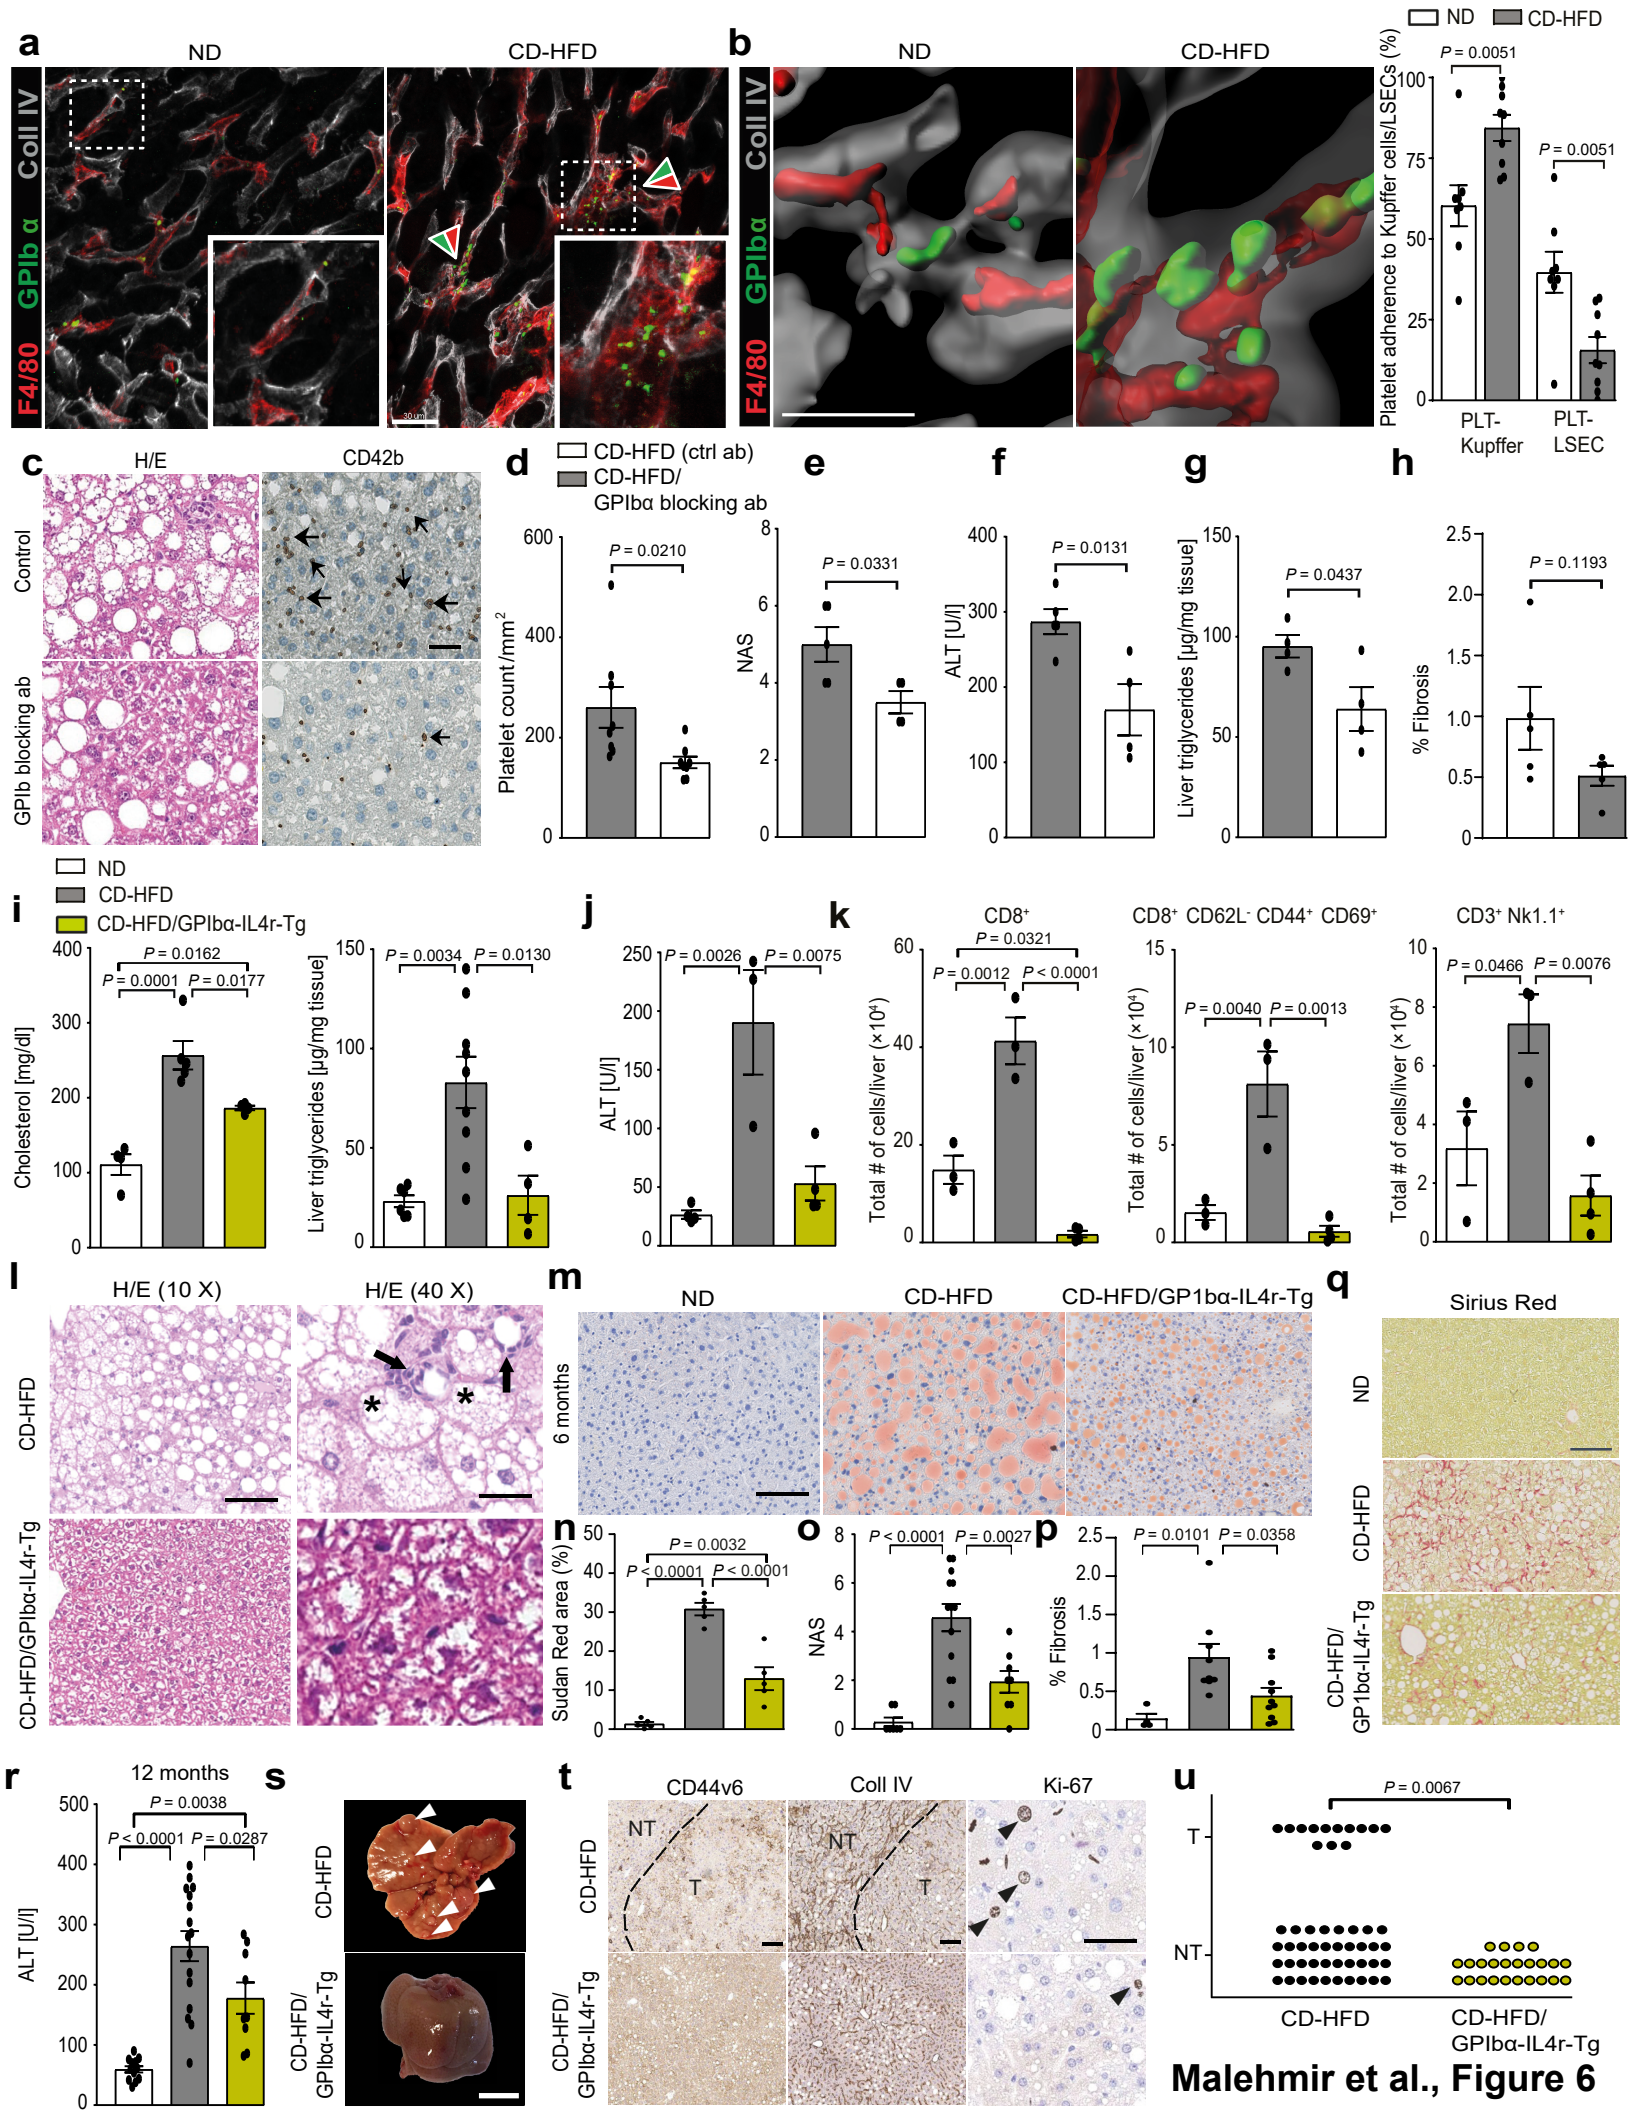 a
ND
CD-HFD
F4/80 GPIb α Coll IV
30 um
b
ND
CD-HFD
F4/80 GPIbα Coll IV
ND
CD-HFD
Platelet adherence to Kupffer cells/LSECs (%)
P = 0.0051
P = 0.0051
100
75
50
25
0
PLT-
Kupffer
PLT-
LSEC
c
H/E
CD42b
Control
GPIb blocking ab
d
CD-HFD (ctrl ab)
CD-HFD/
GPIbα blocking ab
Platelet count/mm²
P = 0.0210
600
400
200
0
e
NAS
P = 0.0331
8
6
4
2
0
f
ALT [U/l]
P = 0.0131
400
300
200
100
0
g
Liver triglycerides [µg/mg tissue]
P = 0.0437
150
100
50
0
h
% Fibrosis
P = 0.1193
2.5
2.0
1.5
1.0
0.5
0
ND
CD-HFD
CD-HFD/GPIbα-IL4r-Tg
i
Cholesterol [mg/dl]
P = 0.0162
P = 0.0001
P = 0.0177
400
300
200
100
0
Liver triglycerides [µg/mg tissue]
P = 0.0034
P = 0.0130
150
100
50
0
j
ALT [U/l]
P = 0.0026
P = 0.0075
250
200
150
100
50
0
k
CD8⁺
Total # of cells/liver (×10⁴)
P = 0.0321
P = 0.0012
P < 0.0001
60
40
20
0
CD8⁺ CD62L⁻ CD44⁺ CD69⁺
Total # of cells/liver (×10⁴)
P = 0.0040
P = 0.0013
15
10
5
0
CD3⁺ Nk1.1⁺
Total # of cells/liver (×10⁴)
P = 0.0466
P = 0.0076
10
8
6
4
2
0
l
H/E (10 X)
H/E (40 X)
CD-HFD
*
*
CD-HFD/GPIbα-IL4r-Tg
m
ND
CD-HFD
CD-HFD/GP1bα-IL4r-Tg
6 months
n
Sudan Red area (%)
P = 0.0032
P < 0.0001
P < 0.0001
50
40
30
20
10
0
o
NAS
P < 0.0001
P = 0.0027
8
6
4
2
0
p
% Fibrosis
P = 0.0101
P = 0.0358
2.5
2
1.5
1
0.5
0
q
Sirius Red
ND
CD-HFD
CD-HFD/
GP1bα-IL4r-Tg
r
12 months
ALT [U/l]
P = 0.0038
P < 0.0001
P = 0.0287
500
400
300
200
100
0
s
CD-HFD
CD-HFD/
GPIbα-IL4r-Tg
t
CD44v6
Coll IV
Ki-67
CD-HFD
NT
T
NT
T
CD-HFD/
GPIbα-IL4r-Tg
u
P = 0.0067
T
NT
CD-HFD
CD-HFD/
GPIbα-IL4r-Tg
Malehmir et al., Figure 6